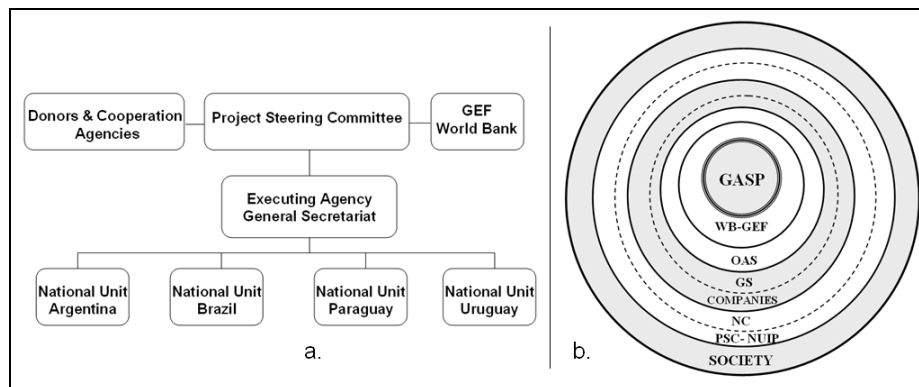 Donors & Cooperation
Agencies
Project Steering Committee
GEF
World Bank
Executing Agency
General Secretariat
National Unit
Argentina
National Unit
Brazil
National Unit
Paraguay
National Unit
Uruguay
a.
GASP
WB-GEF
OAS
GS
COMPANIES
NC
PSC- NUIP
SOCIETY
b.